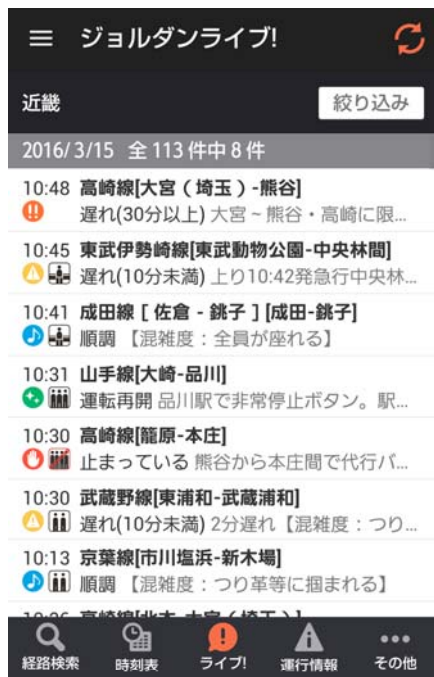 ジョルダンライブ!
近畿
絞り込み
2016/ 3/15 全 113 件中 8 件
10:48 高崎線[大宮（埼玉）-熊谷]
遅れ(30分以上) 大宮～熊谷・高崎に限...
10:45 東武伊勢崎線[東武動物公園-中央林間]
遅れ(10分未満) 上り10:42発急行中央林...
10:41 成田線［佐倉 - 銚子］[成田-銚子]
順調 【混雑度：全員が座れる】
10:31 山手線[大崎-品川]
運転再開 品川駅で非常停止ボタン。駅...
10:30 高崎線[籠原-本庄]
止まっている 熊谷から本庄間で代行バ...
10:30 武蔵野線[東浦和-武蔵浦和]
遅れ(10分未満) 2分遅れ【混雑度：つり...
10:13 京葉線[市川塩浜-新木場]
順調 【混雑度：つり革等に掴まれる】
経路検索 時刻表 ライブ! 運行情報 その他